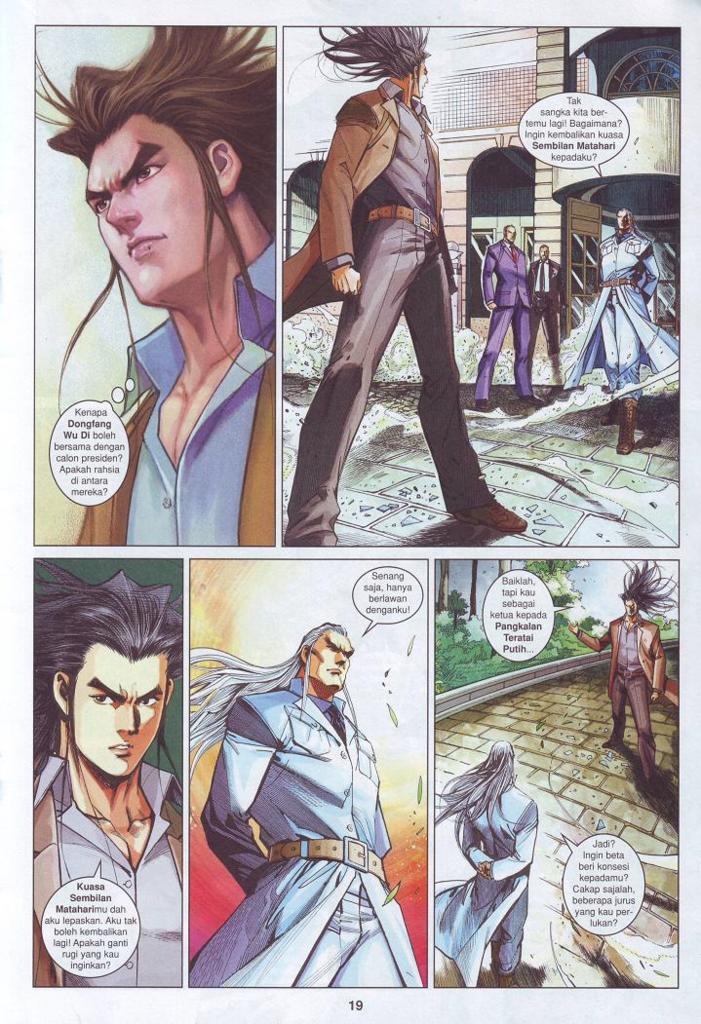 Kenapa
Dongfang
Wu Di boleh
bersama dengan
calon presiden?
Apakah rahsia
di antara
mereka?
Tak
sangka kita ber-
temu lagi! Bagaimana?
Ingin kembalikan kuasa
Sembilan Matahari
kepadaku?
Kuasa
Sembilan
Mataharimu dah
aku lepaskan. Aku tak
boleh kembalikan
lagi! Apakah ganti
rugi yang kau
inginkan?
Senang
saja, hanya
berlawan
denganku!
Baiklah,
tapi kau
sebagai
ketua kepada
Pangkalan
Teratai
Putih...
Jadi?
Ingin beta
beri konsesi
kepadamu?
Cakap sajalah,
beberapa jurus
yang kau per-
lukan?
19